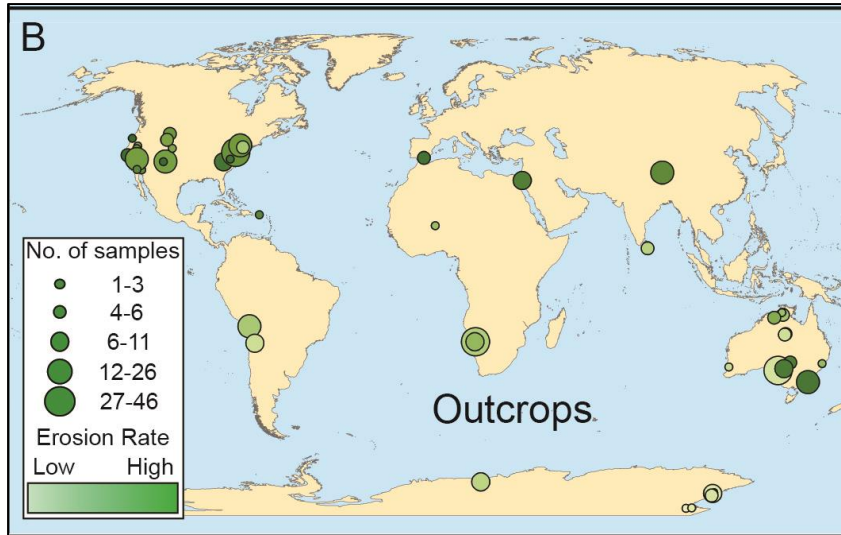 B
No. of samples
1-3
4-6
6-11
12-26
27-46
Erosion Rate
Low High
Outcrops